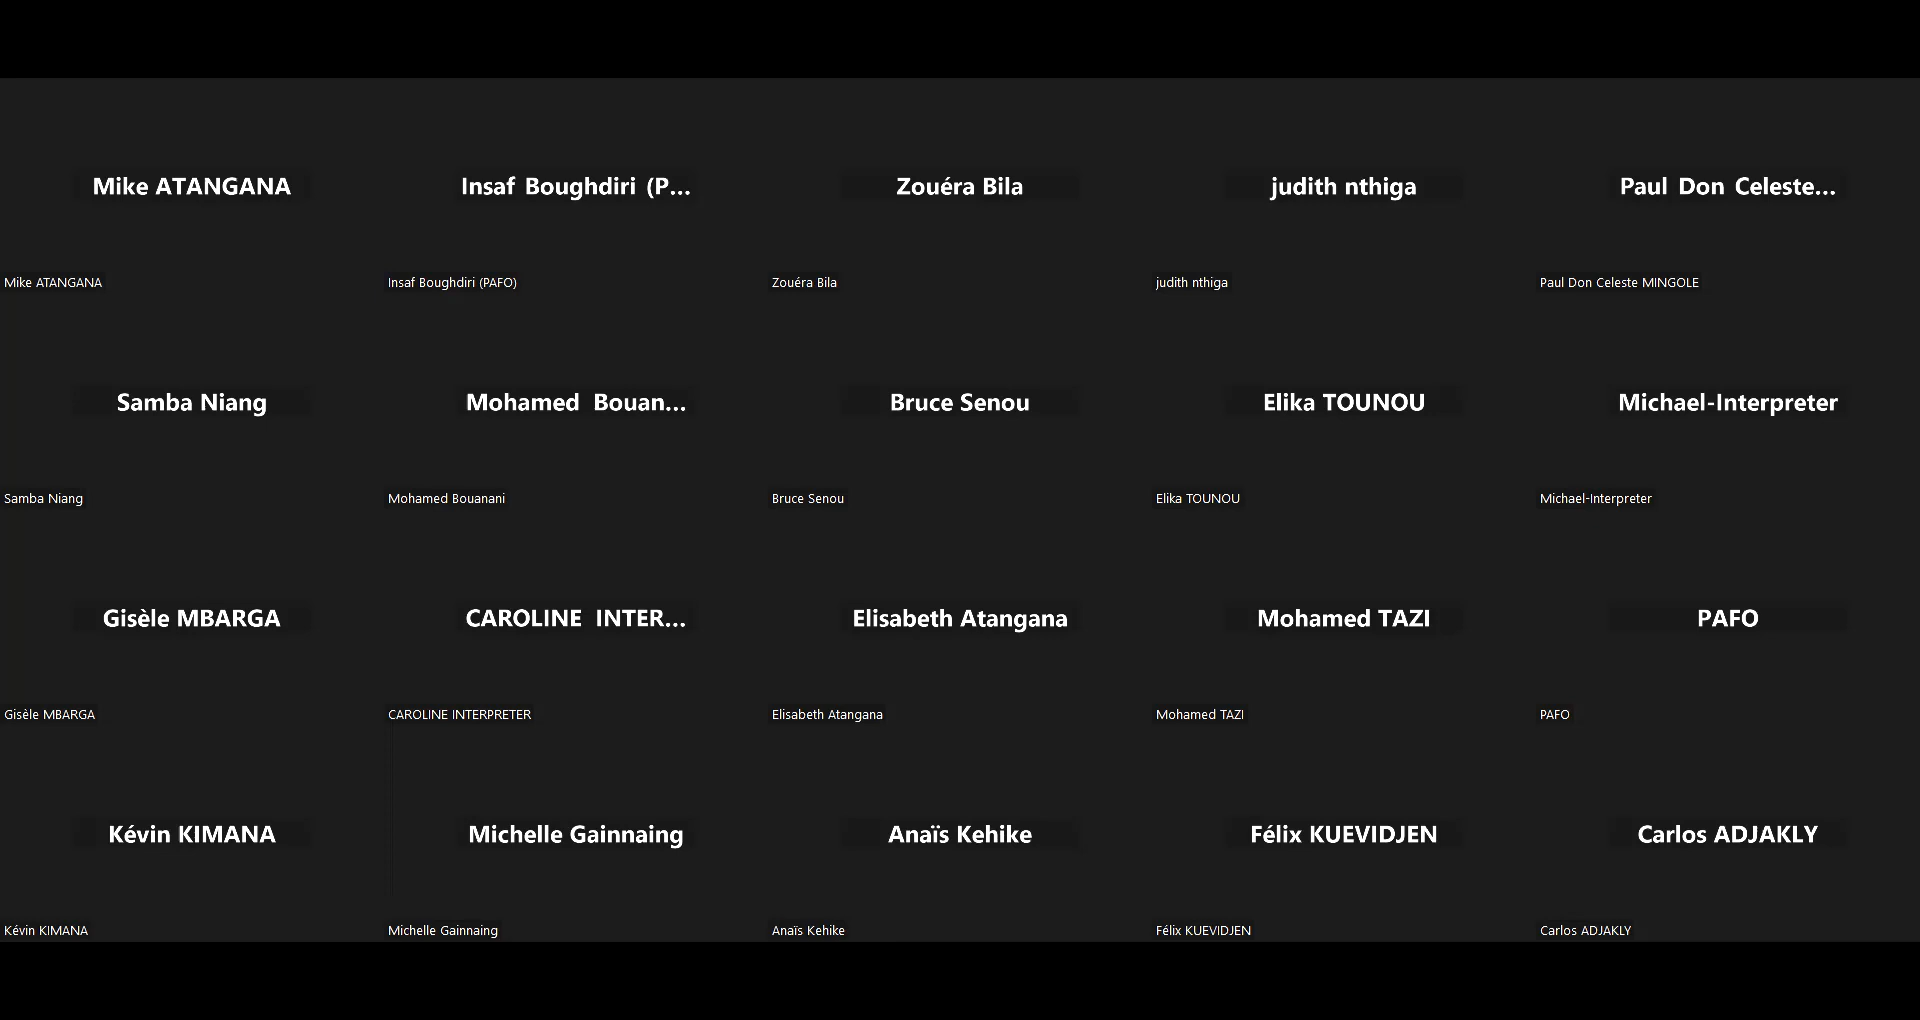 Mike ATANGANA
Insaf Boughdiri (P...
Zouéra Bila
judith nthiga
Paul Don Celeste...
Mike ATANGANA
Insaf Boughdiri (PAFO)
Zouéra Bila
judith nthiga
Paul Don Celeste MINGOLE
Samba Niang
Mohamed Bouan...
Bruce Senou
Elika TOUNOU
Michael-Interpreter
Samba Niang
Mohamed Bouanani
Bruce Senou
Elika TOUNOU
Michael-Interpreter
Gisèle MBARGA
CAROLINE INTER...
Elisabeth Atangana
Mohamed TAZI
PAFO
Gisèle MBARGA
CAROLINE INTERPRETER
Elisabeth Atangana
Mohamed TAZI
PAFO
Kévin KIMANA
Michelle Gainnaing
Anaïs Kehike
Félix KUEVIDJEN
Carlos ADJAKLY
Kévin KIMANA
Michelle Gainnaing
Anaïs Kehike
Félix KUEVIDJEN
Carlos ADJAKLY